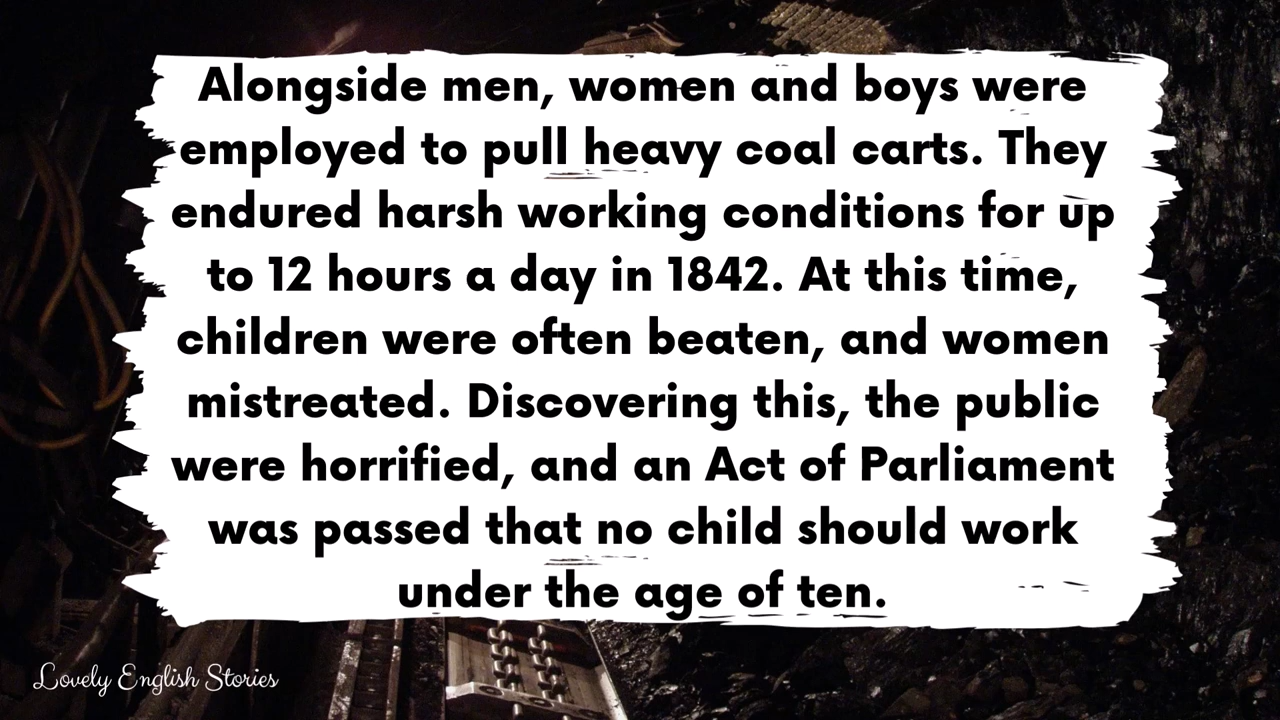 Alongside men, women and boys were
employed to pull heavy coal carts. They
endured harsh working conditions for up
to 12 hours a day in 1842. At this time,
children were often beaten, and women
mistreated. Discovering this, the public
were horrified, and an Act of Parliament
was passed that no child should work
under the age of ten.
Lovely English Stories